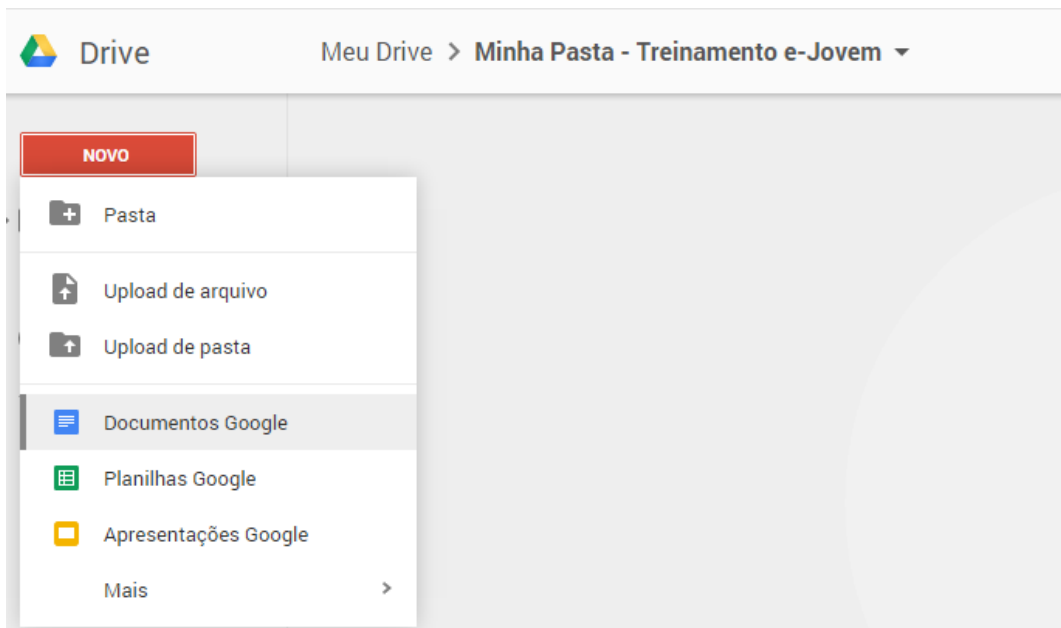 Drive
Meu Drive > Minha Pasta - Treinamento e-Jovem
NOVO
Pasta
Upload de arquivo
Upload de pasta
Documentos Google
Planilhas Google
Apresentações Google
Mais